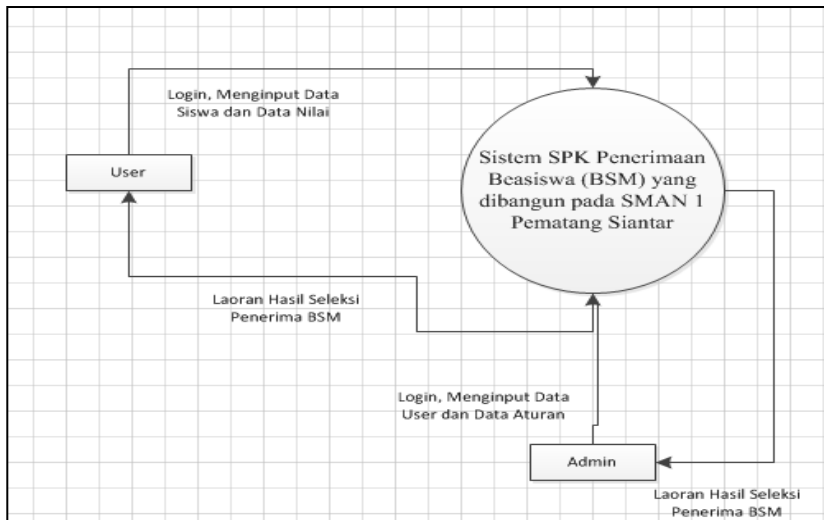 Login, Menginput Data
Siswa dan Data Nilai
User
Sistem SPK Penerimaan
Beasiswa (BSM) yang
dibangun pada SMAN 1
Pematang Siantar
Laoran Hasil Seleksi
Penerima BSM
Login, Menginput Data
User dan Data Aturan
Admin
Laoran Hasil Seleksi
Penerima BSM